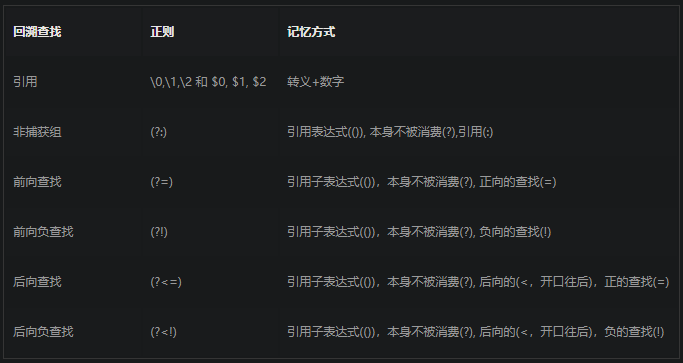 回溯查找 正则 记忆方式
引用 \0,\1,\2 和 $0, $1, $2 转义+数字
非捕获组 (?:) 引用表达式(()), 本身不被消费(?),引用(:)
前向查找 (?=) 引用子表达式(())，本身不被消费(?), 正向的查找(=)
前向负查找 (?!) 引用子表达式(())，本身不被消费(?), 负向的查找(!)
后向查找 (?<=) 引用子表达式(())，本身不被消费(?), 后向的(<，开口往后)，正的查找(=)
后向负查找 (?<!) 引用子表达式(())，本身不被消费(?), 后向的(<，开口往后)，负的查找(!)